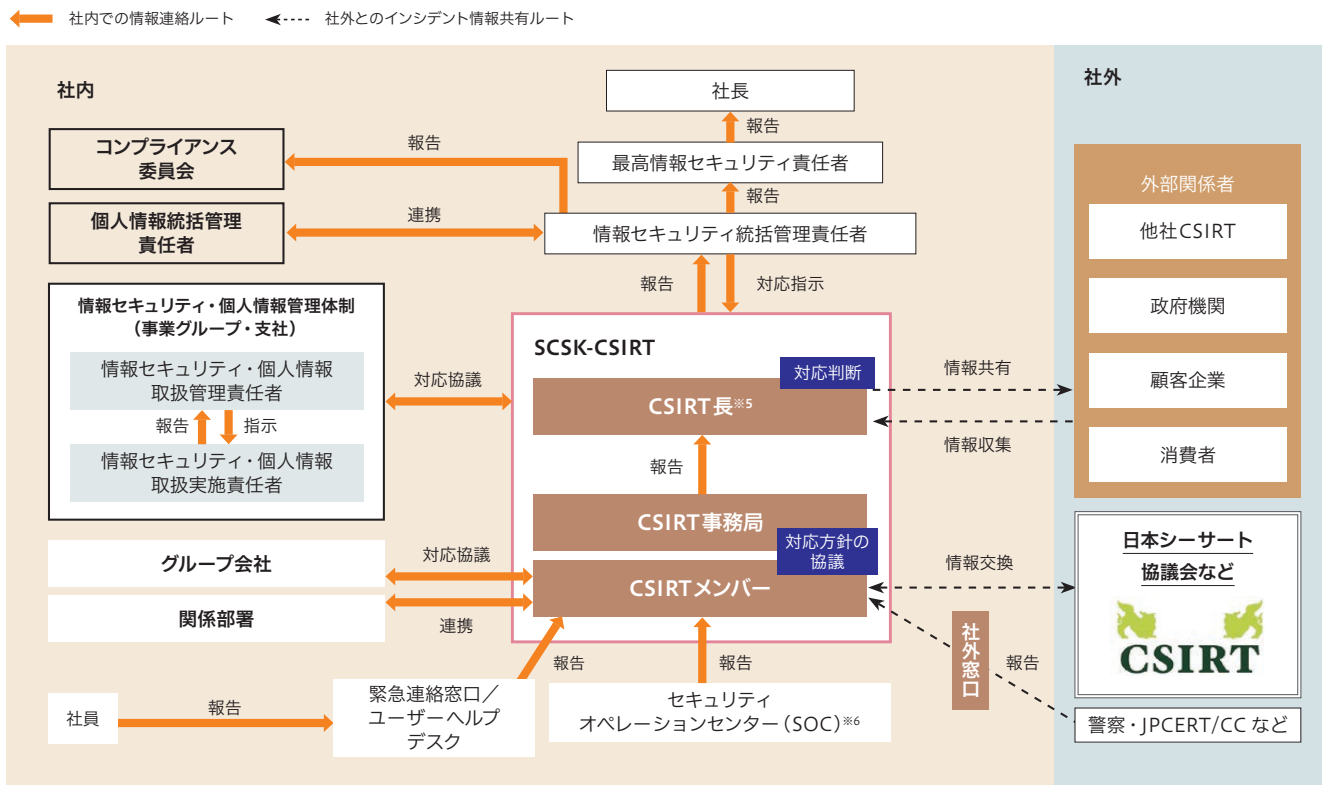 社内での情報連絡ルート
社外とのインシデント情報共有ルート
社内
社外
社長
報告
最高情報セキュリティ責任者
報告
情報セキュリティ統括管理責任者
コンプライアンス
委員会
報告
個人情報統括管理
責任者
連携
報告
対応指示
情報セキュリティ・個人情報管理体制
（事業グループ・支社）
情報セキュリティ・個人情報
取扱管理責任者
報告
指示
情報セキュリティ・個人情報
取扱実施責任者
対応協議
SCSK-CSIRT
対応判断
CSIRT長※5
報告
CSIRT事務局
対応方針の
協議
CSIRTメンバー
グループ会社
対応協議
関係部署
連携
社員
報告
緊急連絡窓口／
ユーザーヘルプ
デスク
報告
報告
セキュリティ
オペレーションセンター（SOC）※6
情報共有
情報収集
情報交換
社外窓口
報告
外部関係者
他社CSIRT
政府機関
顧客企業
消費者
日本シーサート
協議会など
CSIRT
警察・JPCERT/CC など